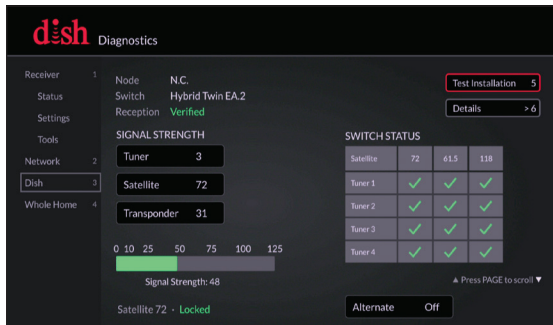 dish Diagnostics
Receiver 1
Status
Settings
Tools
Network 2
Dish 3
Whole Home 4
Node N.C.
Switch Hybrid Twin EA.2
Reception Verified
Test Installation 5
Details > 6
SIGNAL STRENGTH
Tuner 3
Satellite 72
Transponder 31
0 10 25 50 75 100 125
Signal Strength: 48
Satellite 72 · Locked
SWITCH STATUS
Satellite 72 61.5 118
Tuner 1 ✓ ✓ ✓
Tuner 2 ✓ ✓ ✓
Tuner 3 ✓ ✓ ✓
Tuner 4 ✓ ✓ ✓
▲ Press PAGE to scroll ▼
Alternate Off